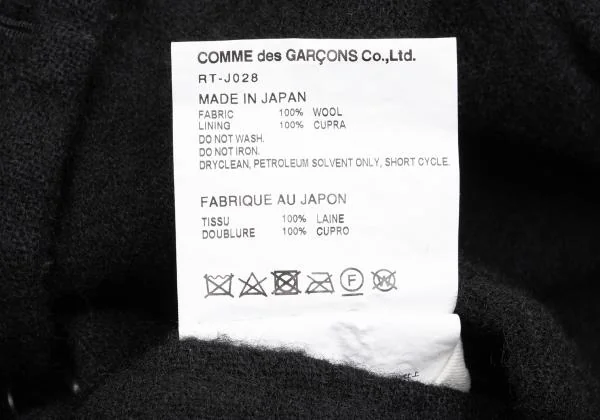 COMME des GARÇONS Co.,Ltd.
RT-J028
MADE IN JAPAN
FABRIC 100% WOOL
LINING 100% CUPRA
DO NOT WASH.
DO NOT IRON.
DRYCLEAN, PETROLEUM SOLVENT ONLY, SHORT CYCLE.
FABRIQUE AU JAPON
TISSU 100% LAINE
DOUBLURE 100% CUPRO
F W